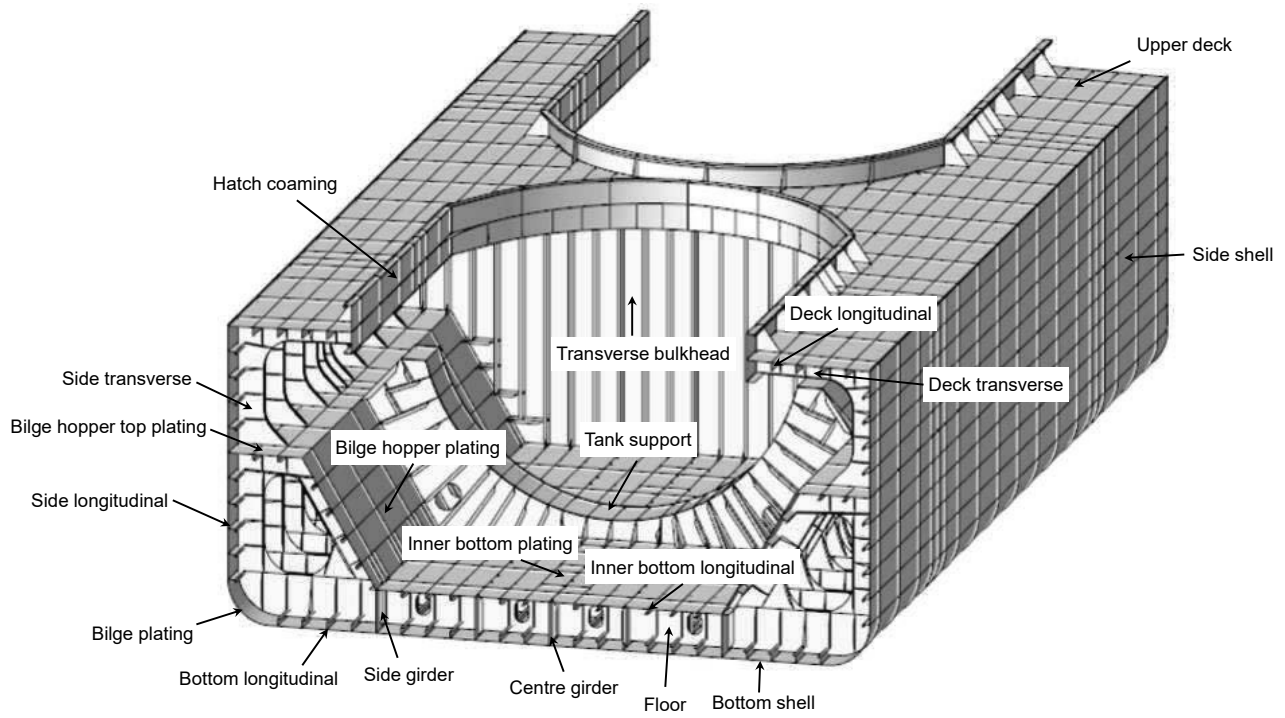 Upper deck
Hatch coaming
Side shell
Deck longitudinal
Transverse bulkhead
Side transverse
Deck transverse
Bilge hopper top plating
Bilge hopper plating
Tank support
Side longitudinal
Inner bottom plating
Inner bottom longitudinal
Bilge plating
Bottom longitudinal
Side girder
Centre girder
Floor
Bottom shell